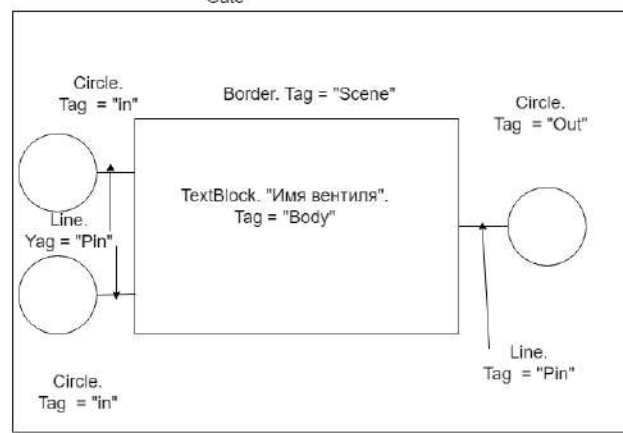 Circle.
Tag = "in"
Border. Tag = "Scene"
Circle.
Tag = "Out"
TextBlock. "Имя вентиля".
Tag = "Body"
Line.
Yag = "Pin"
Line.
Tag = "Pin"
Circle.
Tag = "in"